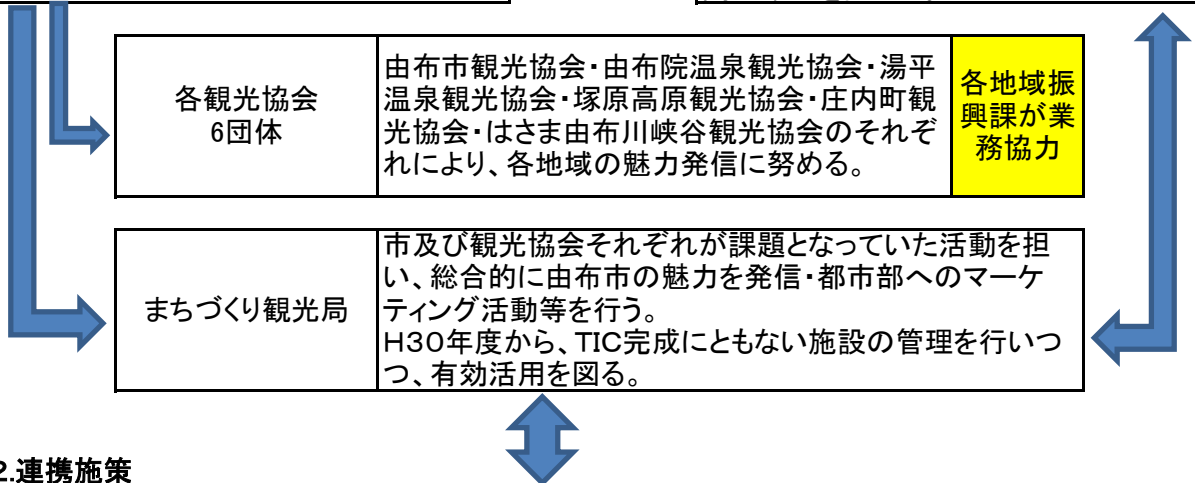 各観光協会
6団体
由布市観光協会・由布院温泉観光協会・湯平
温泉観光協会・塚原高原観光協会・庄内町観
光協会・はさま由布川峡谷観光協会のそれぞ
れにより、各地域の魅力発信に努める。
各地域振
興課が業
務協力
まちづくり観光局
市及び観光協会それぞれが課題となっていた活動を担
い、総合的に由布市の魅力を発信・都市部へのマーケ
ティング活動等を行う。
H30年度から、TIC完成にともない施設の管理を行いつ
つ、有効活用を図る。
2.連携施策